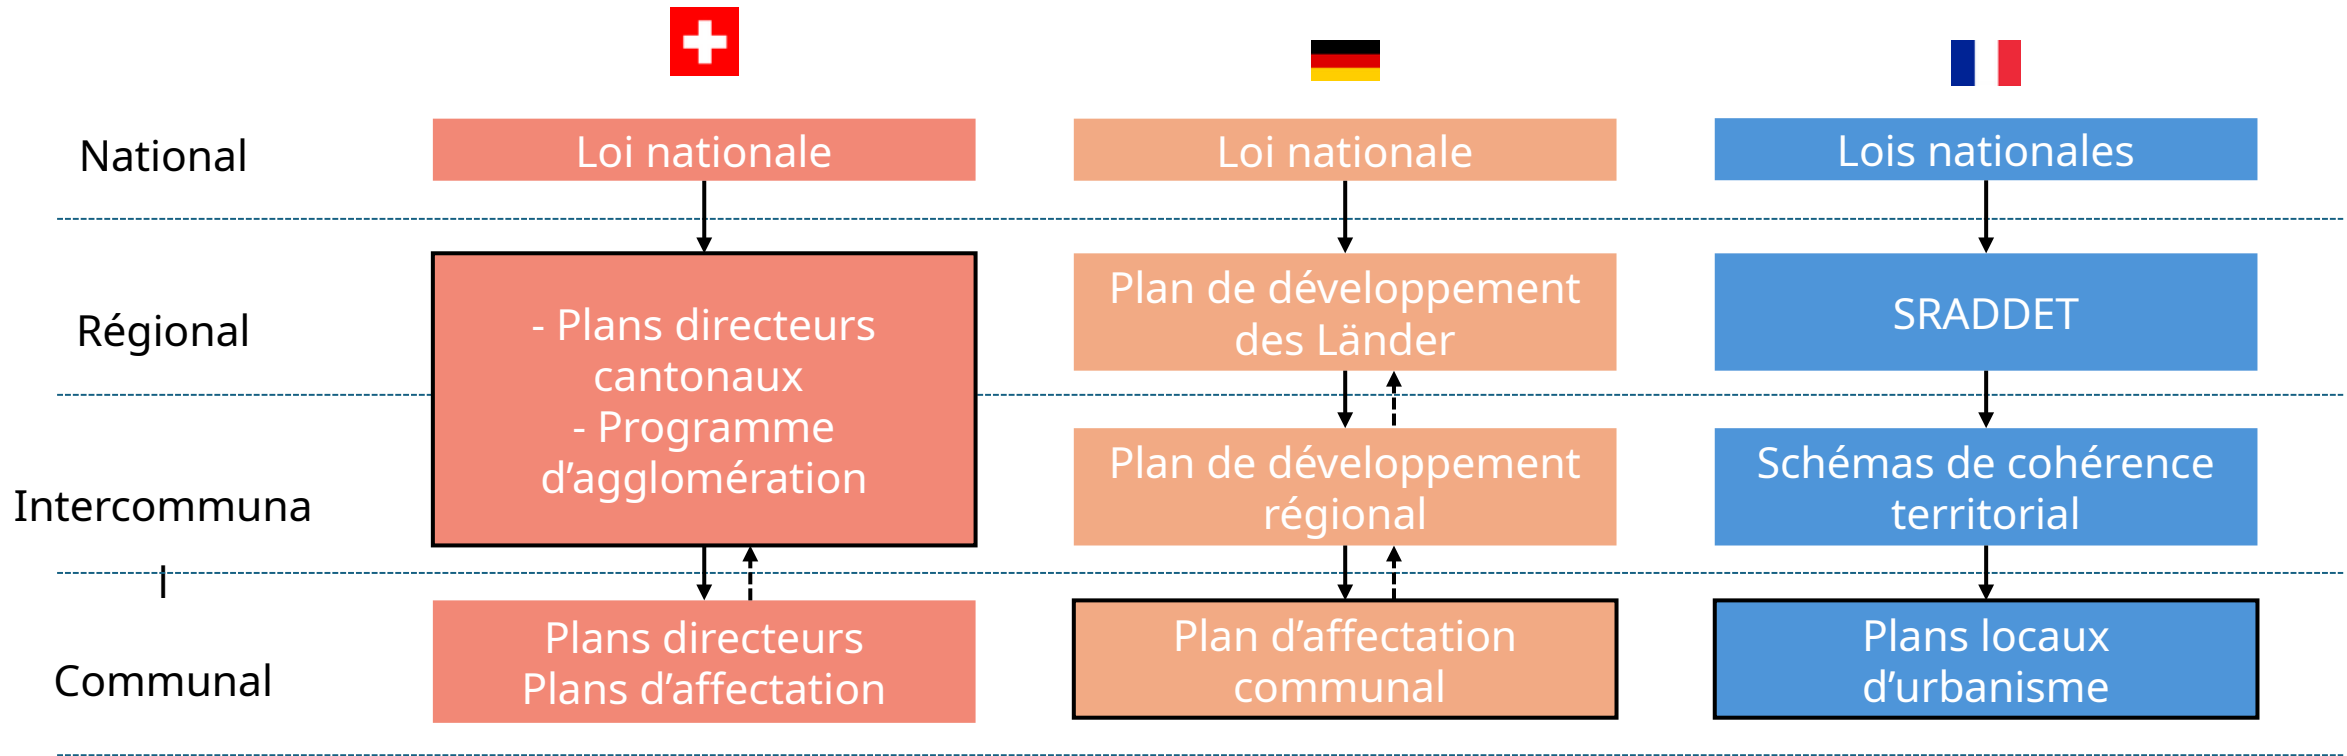 National
Loi nationale
Loi nationale
Lois nationales
Régional
- Plans directeurs
cantonaux
- Programme
d’agglomération
Plan de développement
des Länder
SRADDET
Intercommuna
l
Plan de développement
régional
Schémas de cohérence
territorial
Communal
Plans directeurs
Plans d’affectation
Plan d’affectation
communal
Plans locaux
d’urbanisme